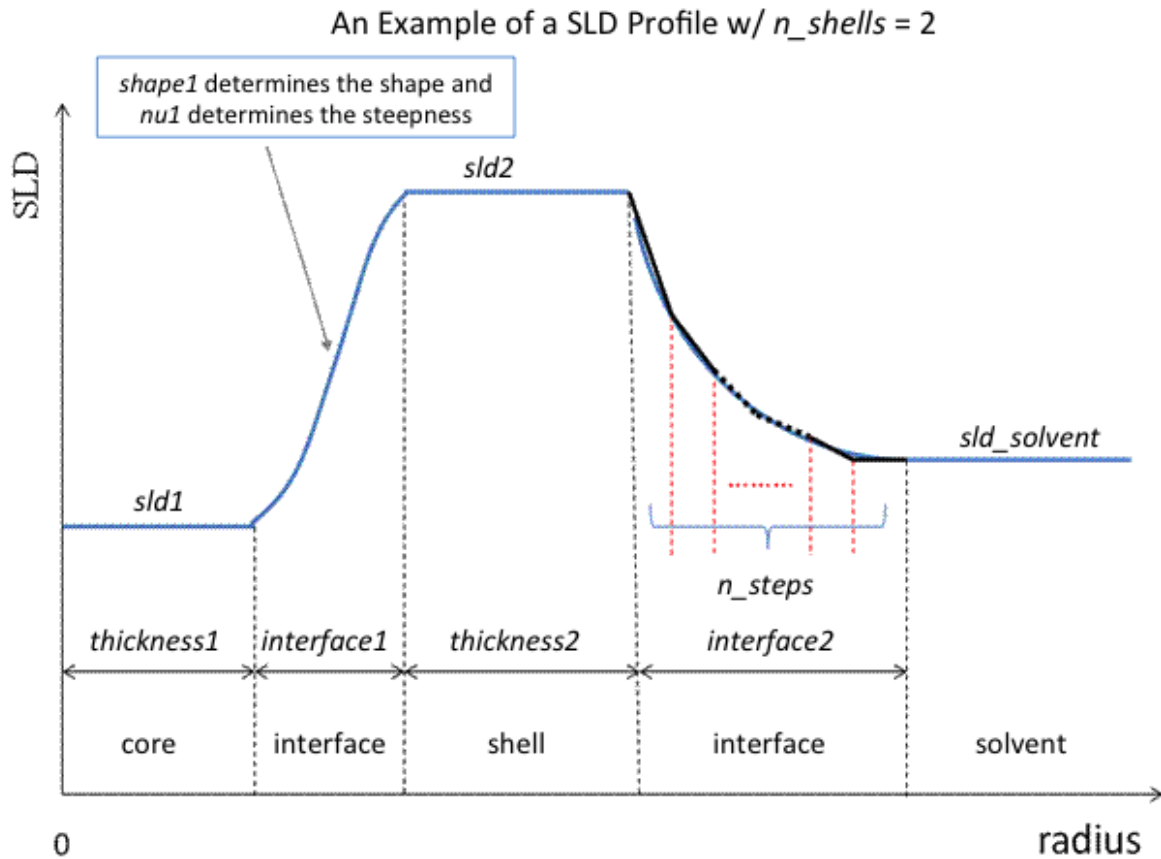 An Example of a SLD Profile w/ n_shells = 2
shape1 determines the shape and
nu1 determines the steepness
SLD
sld2
sld_solvent
sld1
n_steps
thickness1
interface1
thickness2
interface2
core
interface
shell
interface
solvent
0
radius